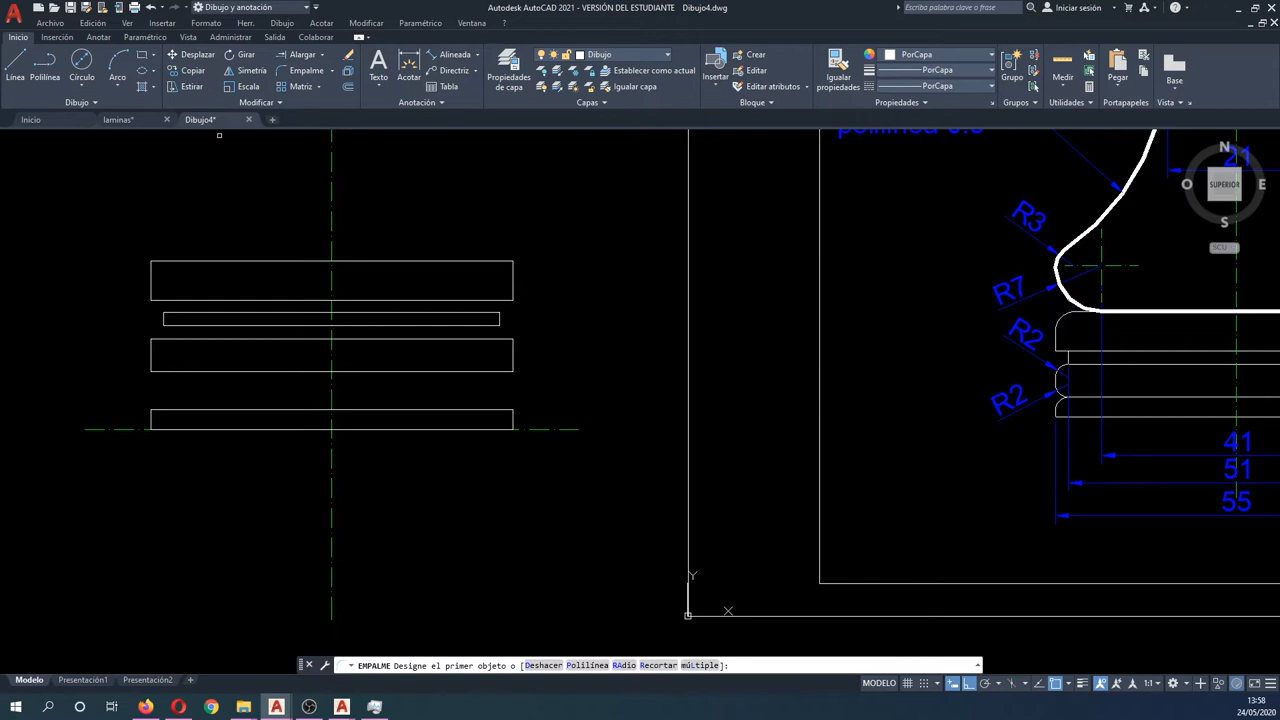 Dibujo y anotación
Autodesk AutoCAD 2021 - VERSIÓN DEL ESTUDIANTE    Dibujo4.dwg
Escriba palabra clave o frase
Iniciar sesión
Archivo Edición Ver Insertar Formato Herr. Dibujo Acotar Modificar Paramétrico Ventana ?
Inicio Inserción Anotar Paramétrico Vista Administrar Salida Colaborar
Desplazar Girar Alargar Alineada Dibujo Crear PorCapa
Copiar Simetría Empalme Directriz Establecer como actual Editar PorCapa
Estirar Escala Matriz Tabla Igualar capa Editar atributos PorCapa
Línea Polilínea Círculo Arco Texto Acotar Propiedades de capa Insertar Igualar propiedades Grupo Medir Pegar Base
Dibujo Modificar Anotación Capas Bloque Propiedades Grupos Utilidades Portapapeles Vista
Inicio laminas* Dibujo4*
N
21
O SUPERIOR E
S
SCU
R3
R7
R2
R2
41
51
55
Y
X
EMPALME Designe el primer objeto o [Deshacer Polilínea RAdio Recortar múLtiple]:
Modelo Presentación1 Presentación2 +
MODELO
1:1
13:58
24/05/2020